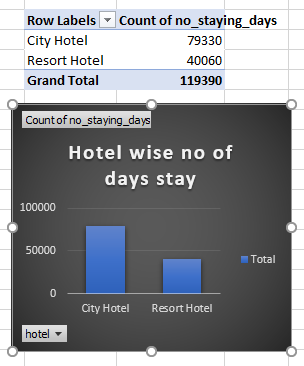 Row Labels Count of no_staying_days
City Hotel 79330
Resort Hotel 40060
Grand Total 119390
Count of no_staying_days
Hotel wise no of
days stay
100000
50000
0
City Hotel Resort Hotel
Total
hotel